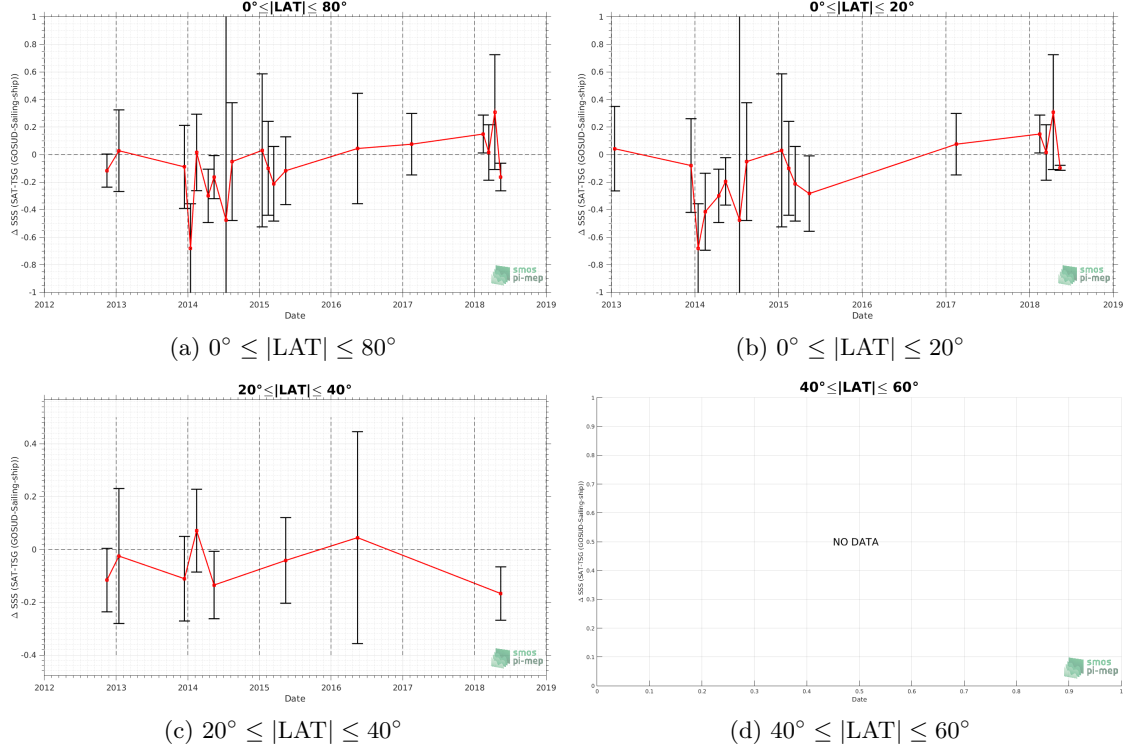 0°≤|LAT|≤ 80°
Δ SSS (SAT-TSG (GOSUD-Sailing-ship))
1
0.8
0.6
0.4
0.2
0
-0.2
-0.4
-0.6
-0.8
-1
2012 2013 2014 2015 2016 2017 2018 2019
Date
smos
pi-mep
(a) 0° ≤ |LAT| ≤ 80°
0°≤|LAT|≤ 20°
Δ SSS (SAT-TSG (GOSUD-Sailing-ship))
1
0.8
0.6
0.4
0.2
0
-0.2
-0.4
-0.6
-0.8
-1
2013 2014 2015 2016 2017 2018 2019
Date
smos
pi-mep
(b) 0° ≤ |LAT| ≤ 20°
20°≤|LAT|≤ 40°
Δ SSS (SAT-TSG (GOSUD-Sailing-ship))
0.4
0.2
0
-0.2
-0.4
2012 2013 2014 2015 2016 2017 2018 2019
Date
smos
pi-mep
(c) 20° ≤ |LAT| ≤ 40°
40°≤|LAT|≤ 60°
Δ SSS (SAT-TSG (GOSUD-Sailing-ship))
1
0.9
0.8
0.7
0.6
0.5
0.4
0.3
0.2
0.1
0
NO DATA
0 0.1 0.2 0.3 0.4 0.5 0.6 0.7 0.8 0.9 1
Date
smos
pi-mep
(d) 40° ≤ |LAT| ≤ 60°